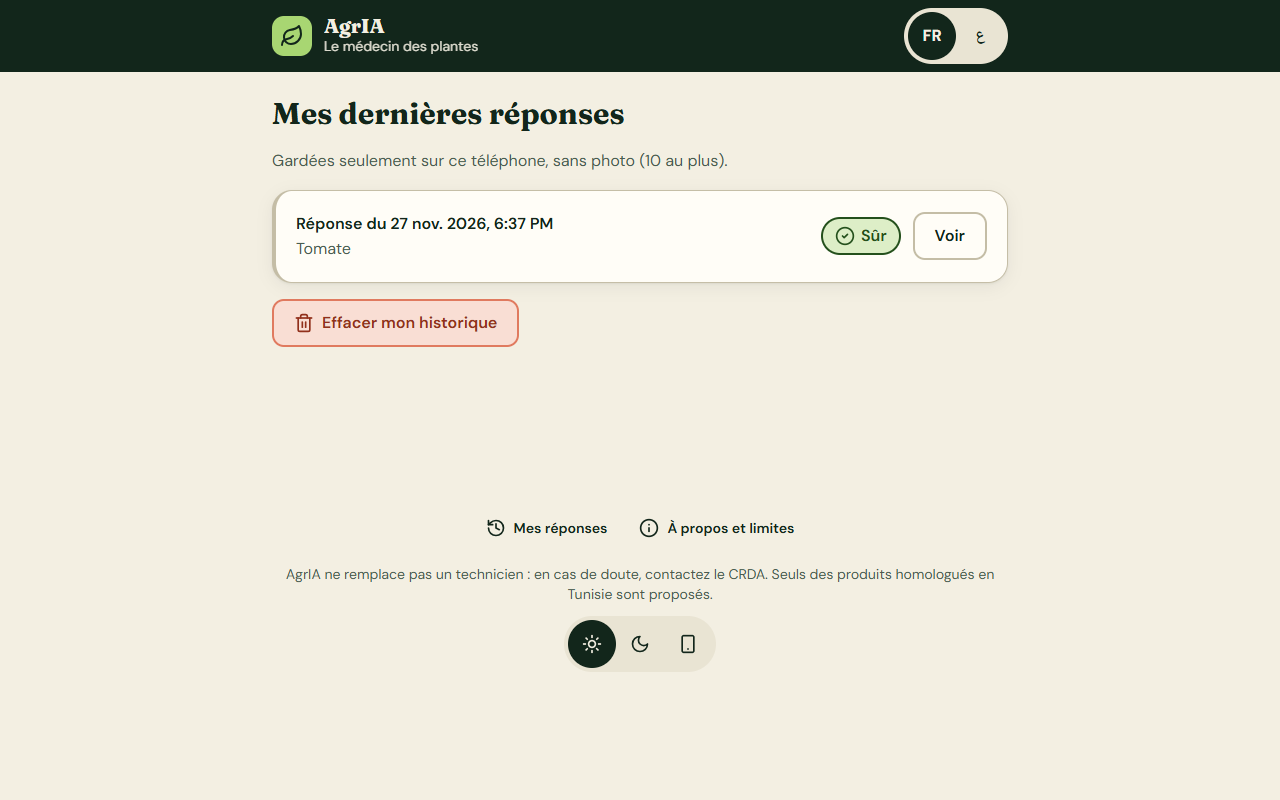 AgrIA
Le médecin des plantes
FR
ع
Mes dernières réponses
Gardées seulement sur ce téléphone, sans photo (10 au plus).
Réponse du 27 nov. 2026, 6:37 PM
Tomate
Sûr
Voir
Effacer mon historique
Mes réponses
À propos et limites
AgrIA ne remplace pas un technicien : en cas de doute, contactez le CRDA. Seuls des produits homologués en
Tunisie sont proposés.